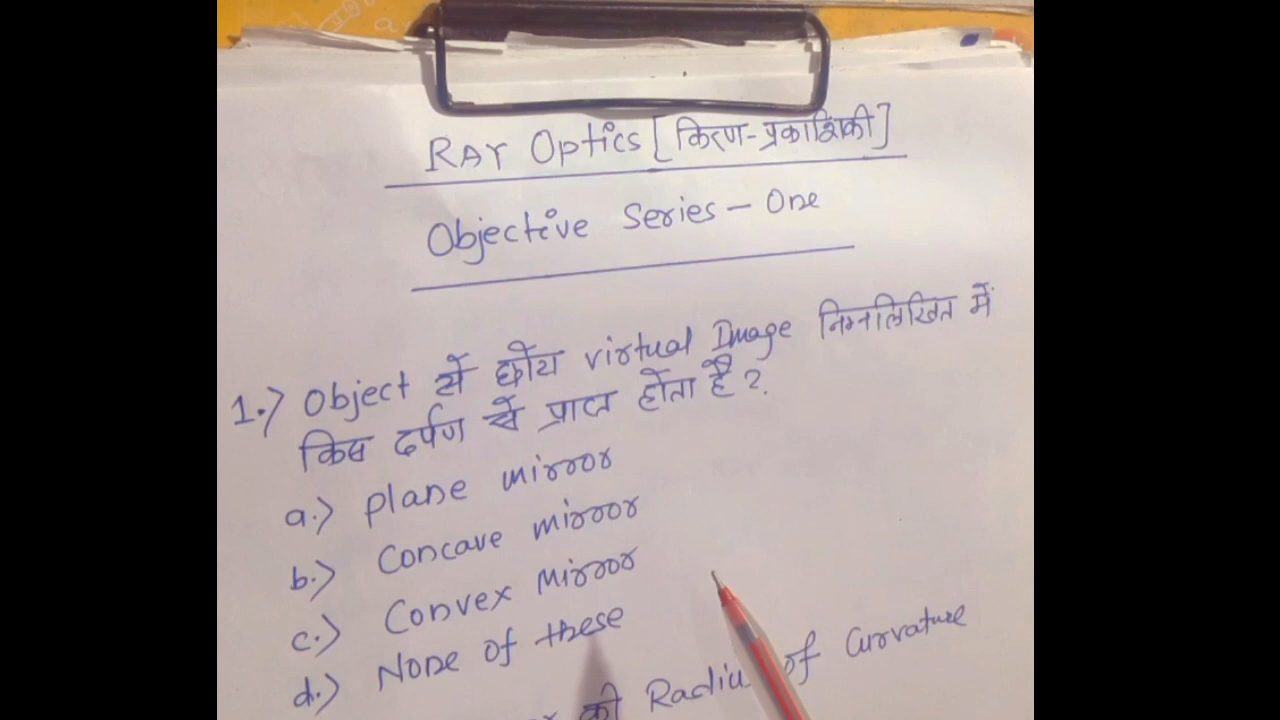 RAY Optics [किरण-प्रकाशिकी]
Objective Series - One
1.> Object से छोटा virtual Image निम्नलिखित में
किस दर्पण से प्राप्त होता है ?.
a.> plane mirror
b.> Concave mirror
c.> Convex Mirror
d.> None of these
की Radius of Curvature